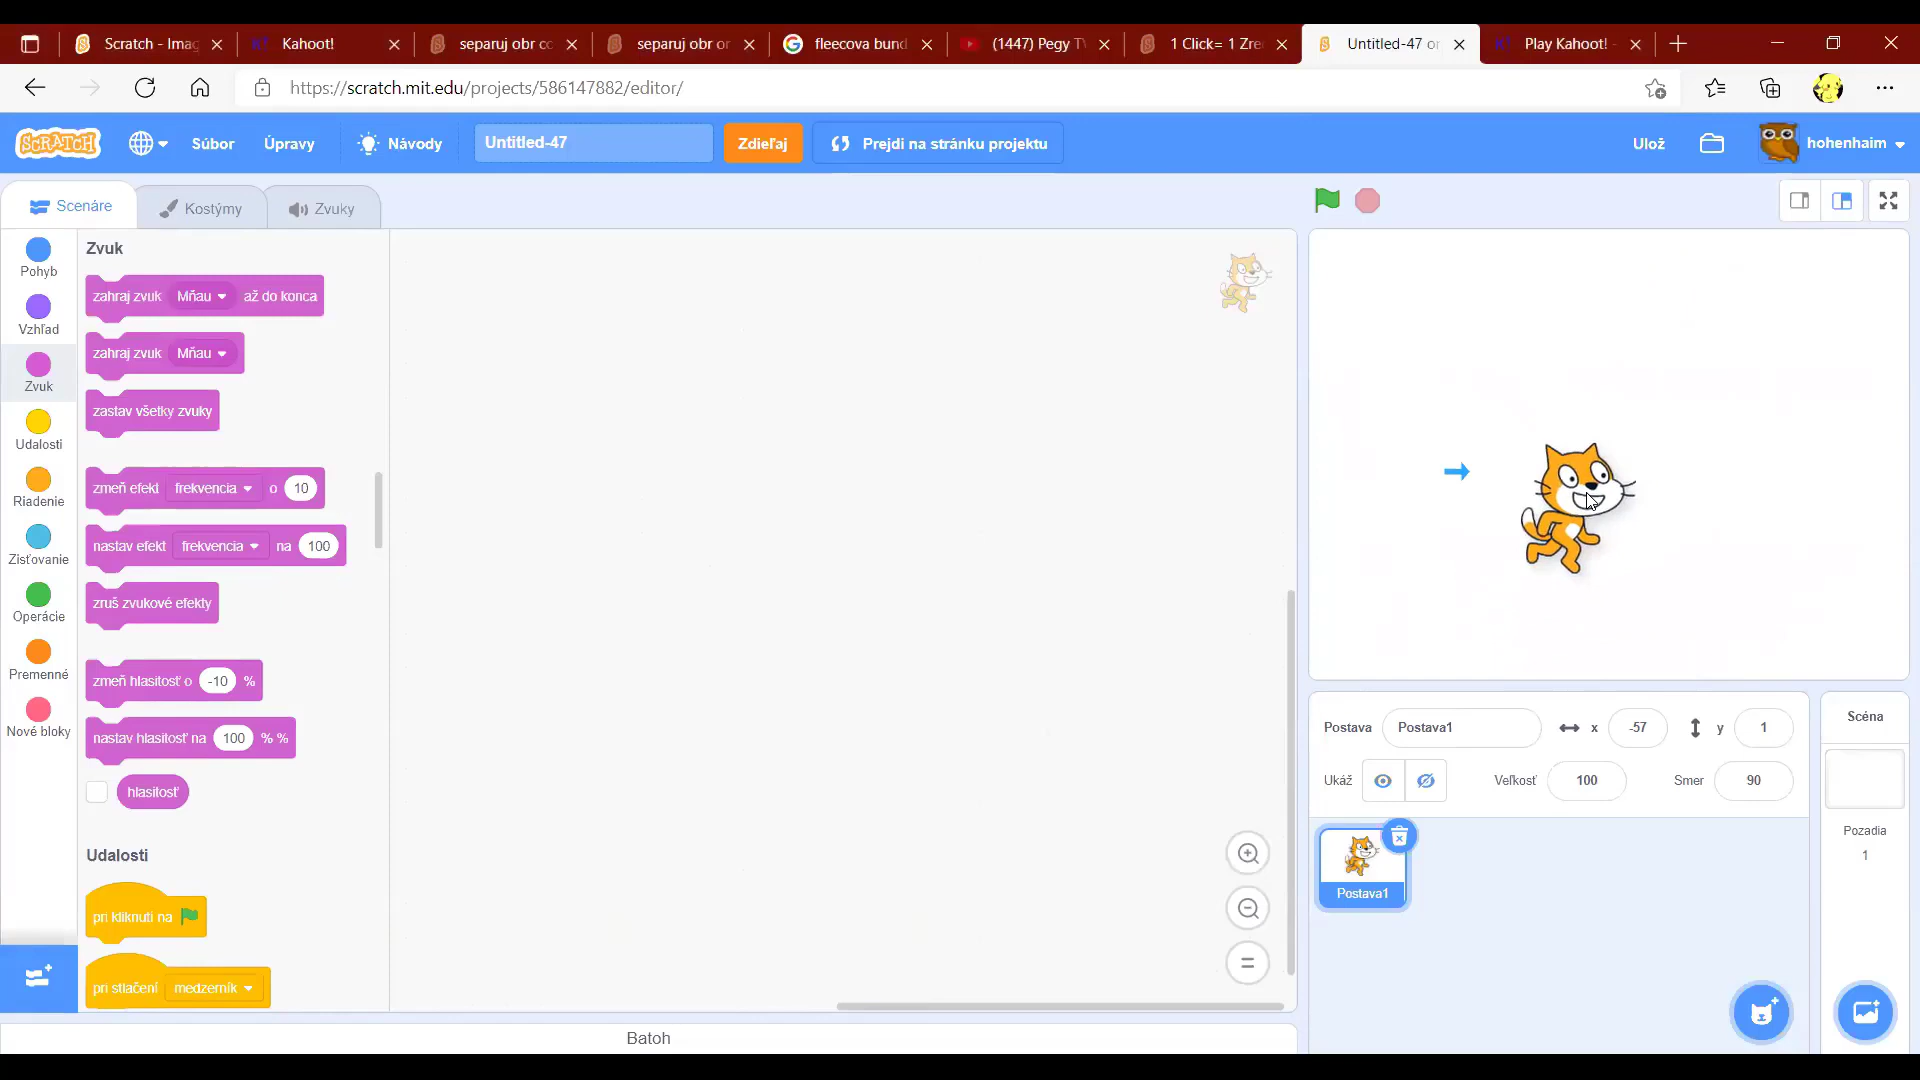 Scratch - Imag
Kahoot!
separuj obr co
separuj obr or
fleecova bund
(1447) Pegy TV
1 Click= 1 Zre
Untitled-47 or
Play Kahoot! -
https://scratch.mit.edu/projects/586147882/editor/
SCRATCH
Súbor
Úpravy
Návody
Untitled-47
Zdieľaj
Prejdi na stránku projektu
Ulož
hohenhaim
Scenáre
Kostýmy
Zvuky
Pohyb
Vzhľad
Zvuk
Udalosti
Riadenie
Zisťovanie
Operácie
Premenné
Nové bloky
Zvuk
zahraj zvuk Mňau až do konca
zahraj zvuk Mňau
zastav všetky zvuky
zmeň efekt frekvencia o 10
nastav efekt frekvencia na 100
zruš zvukové efekty
zmeň hlasitosť o -10 %
nastav hlasitosť na 100 % %
hlasitosť
Udalosti
pri kliknutí na
pri stlačení medzerník
Batoh
Postava Postava1 x -57 y 1
Ukáž Veľkosť 100 Smer 90
Postava1
Scéna
Pozadia
1